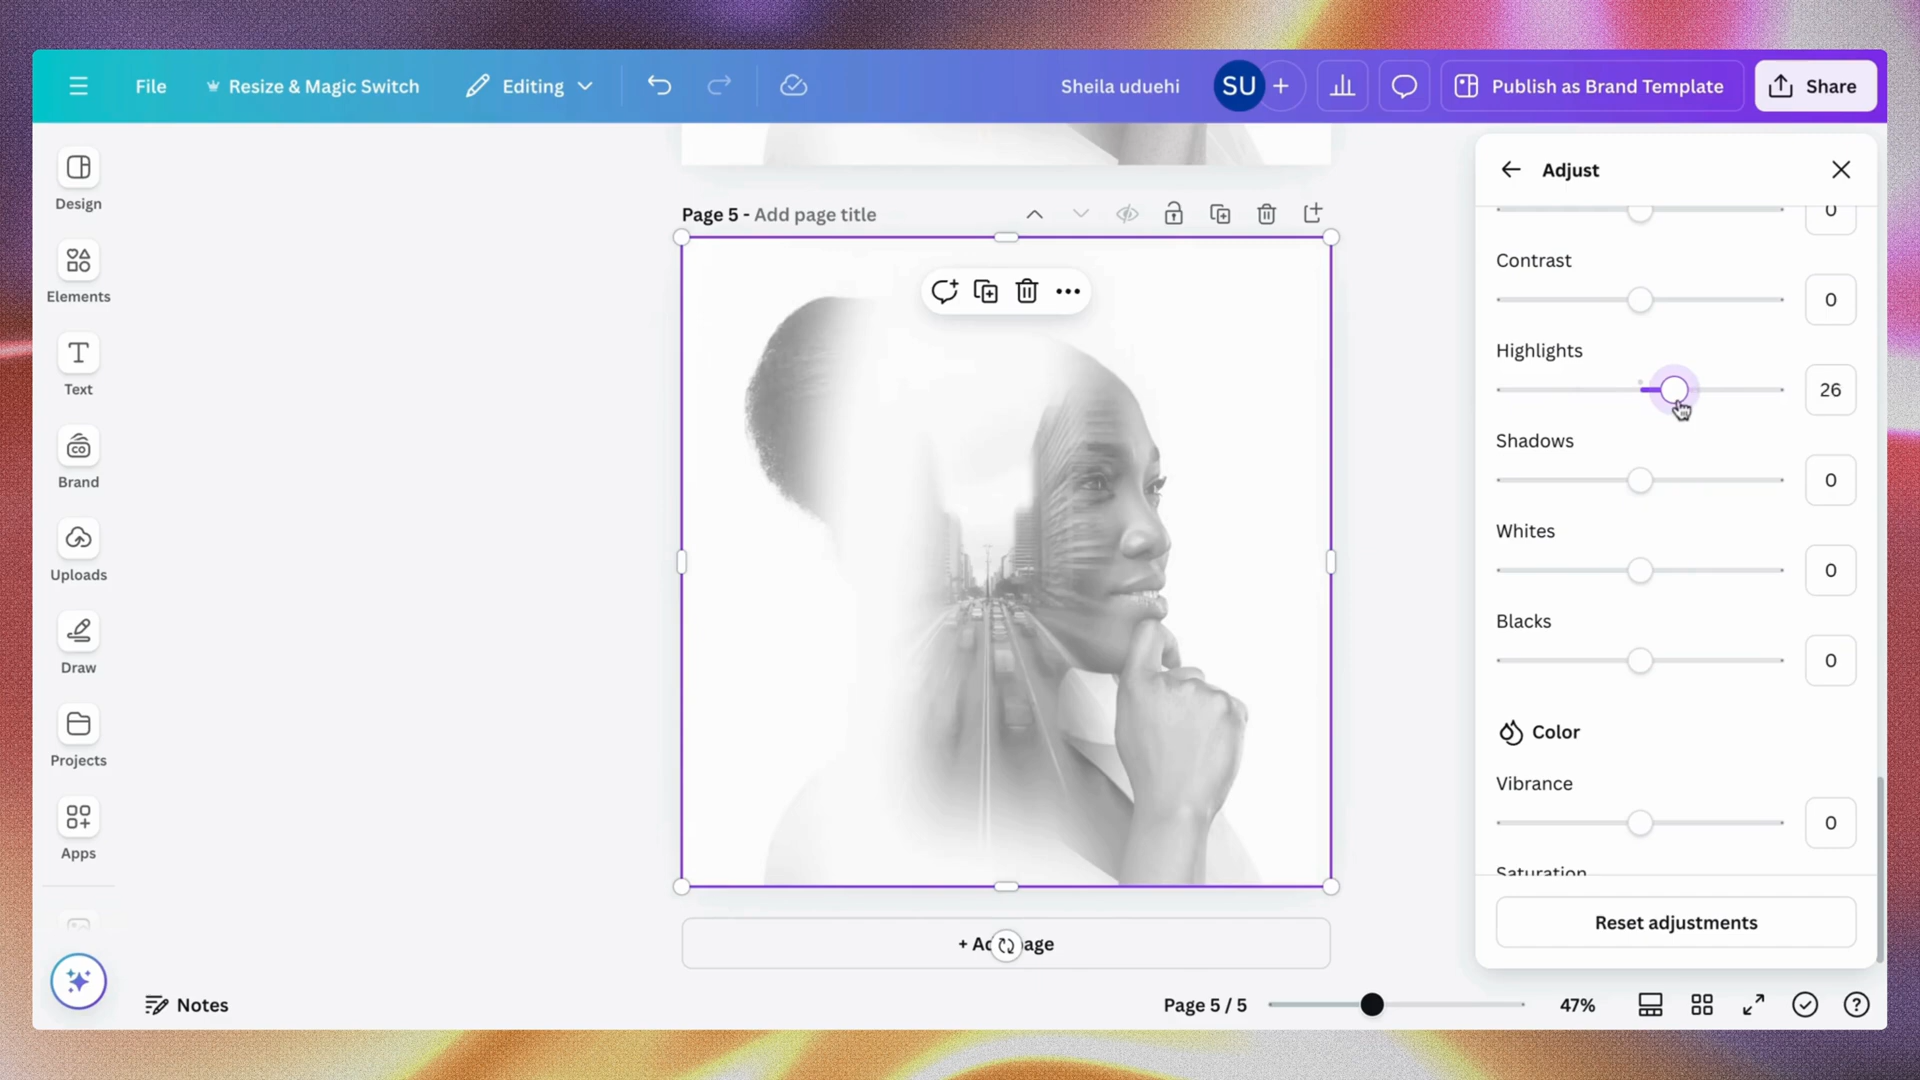 File
Resize & Magic Switch
Editing
Sheila uduehi
SU
Publish as Brand Template
Share
Design
Elements
Text
CO
Brand
Uploads
Draw
Projects
Apps
Page 5 - Add page title
Adjust
0
Contrast
0
Highlights
26
Shadows
0
Whites
0
Blacks
0
Color
Vibrance
0
Saturation
Reset adjustments
Notes
Page 5 / 5
47%